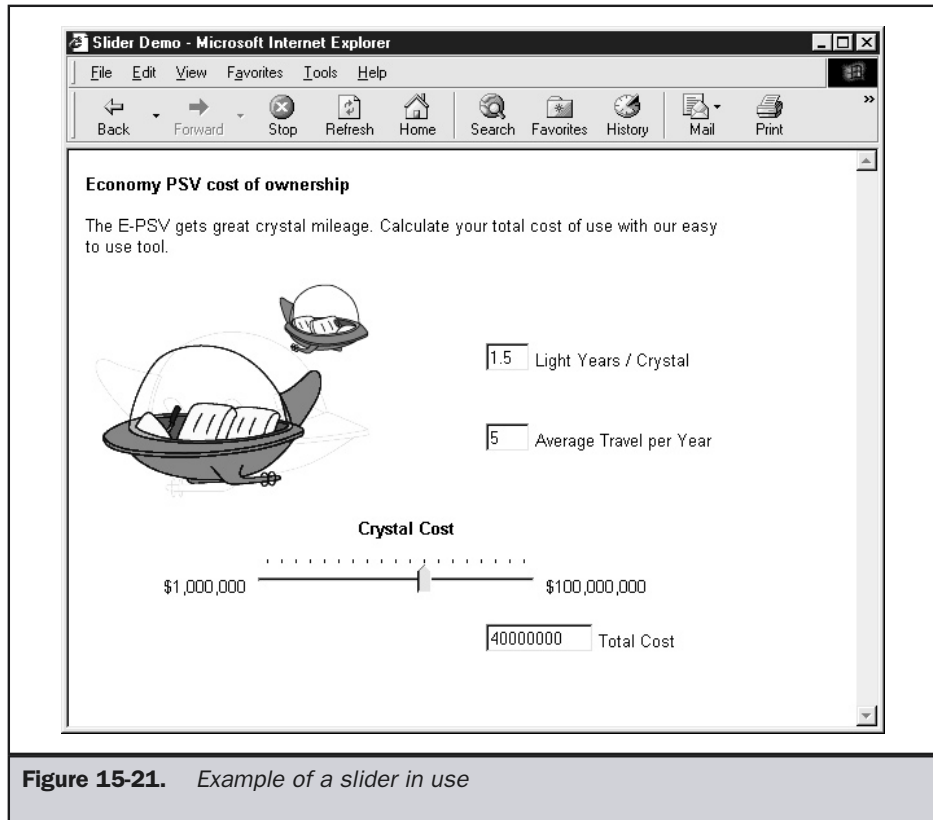 Slider Demo - Microsoft Internet Explorer
File Edit View Favorites Tools Help
Back Forward Stop Refresh Home Search Favorites History Mail Print »
Economy PSV cost of ownership
The E-PSV gets great crystal mileage. Calculate your total cost of use with our easy
to use tool.
1.5 Light Years / Crystal
5 Average Travel per Year
Crystal Cost
$1,000,000 $100,000,000
40000000 Total Cost
Figure 15-21. Example of a slider in use